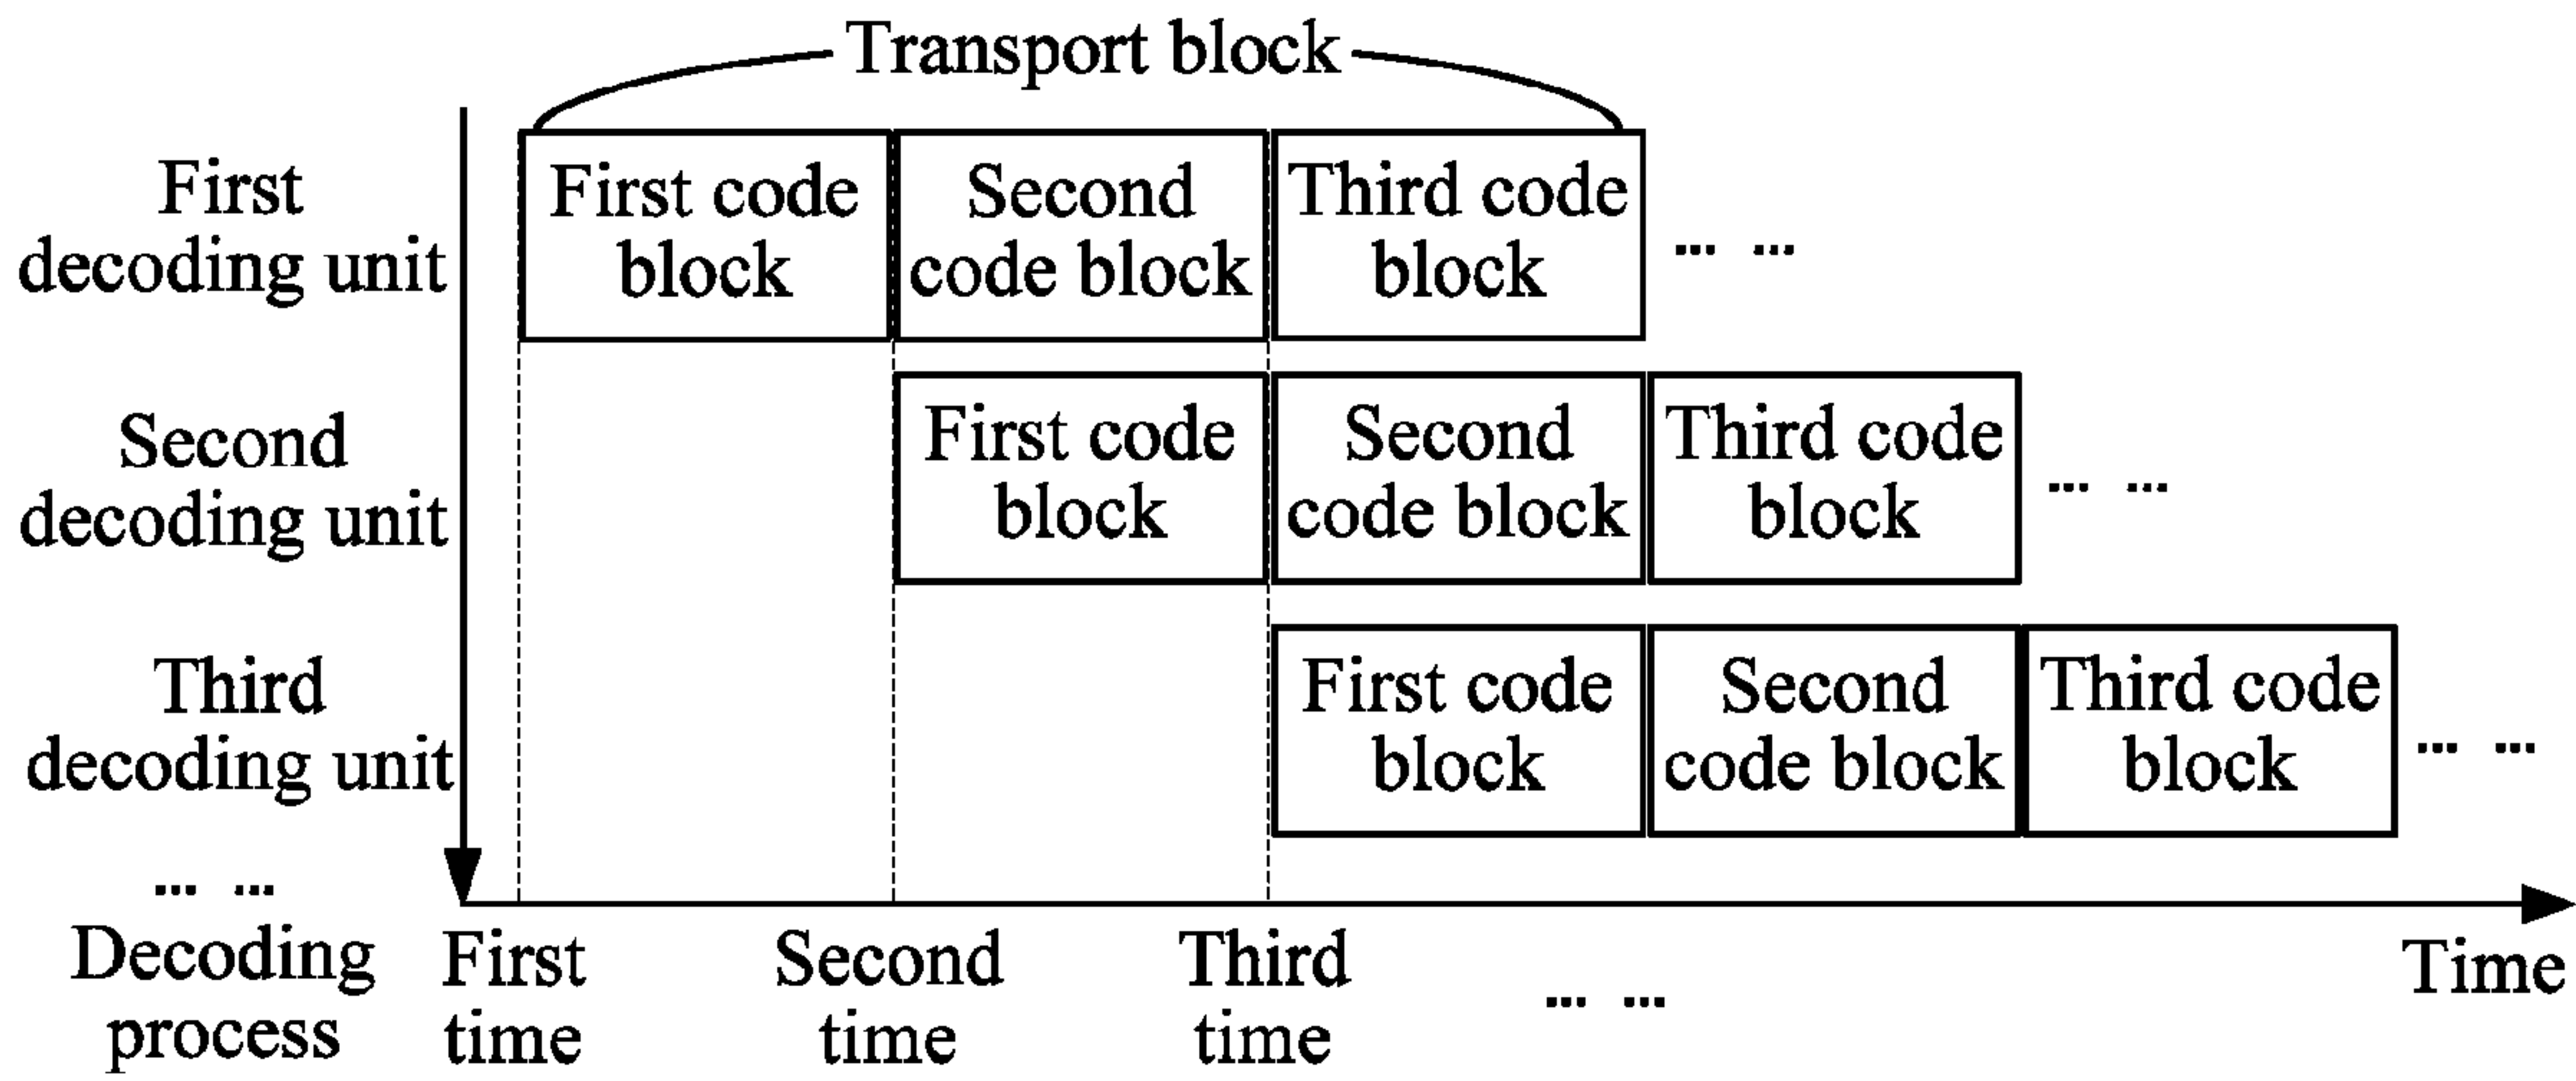 Transport block
First
decoding unit
First code
block
Second
code block
Third code
block
... ...
Second
decoding unit
First code
block
Second
code block
Third code
block
... ...
Third
decoding unit
First code
block
Second
code block
Third code
block
... ...
... ...
Decoding
process
First
time
Second
time
Third
time
... ...
Time